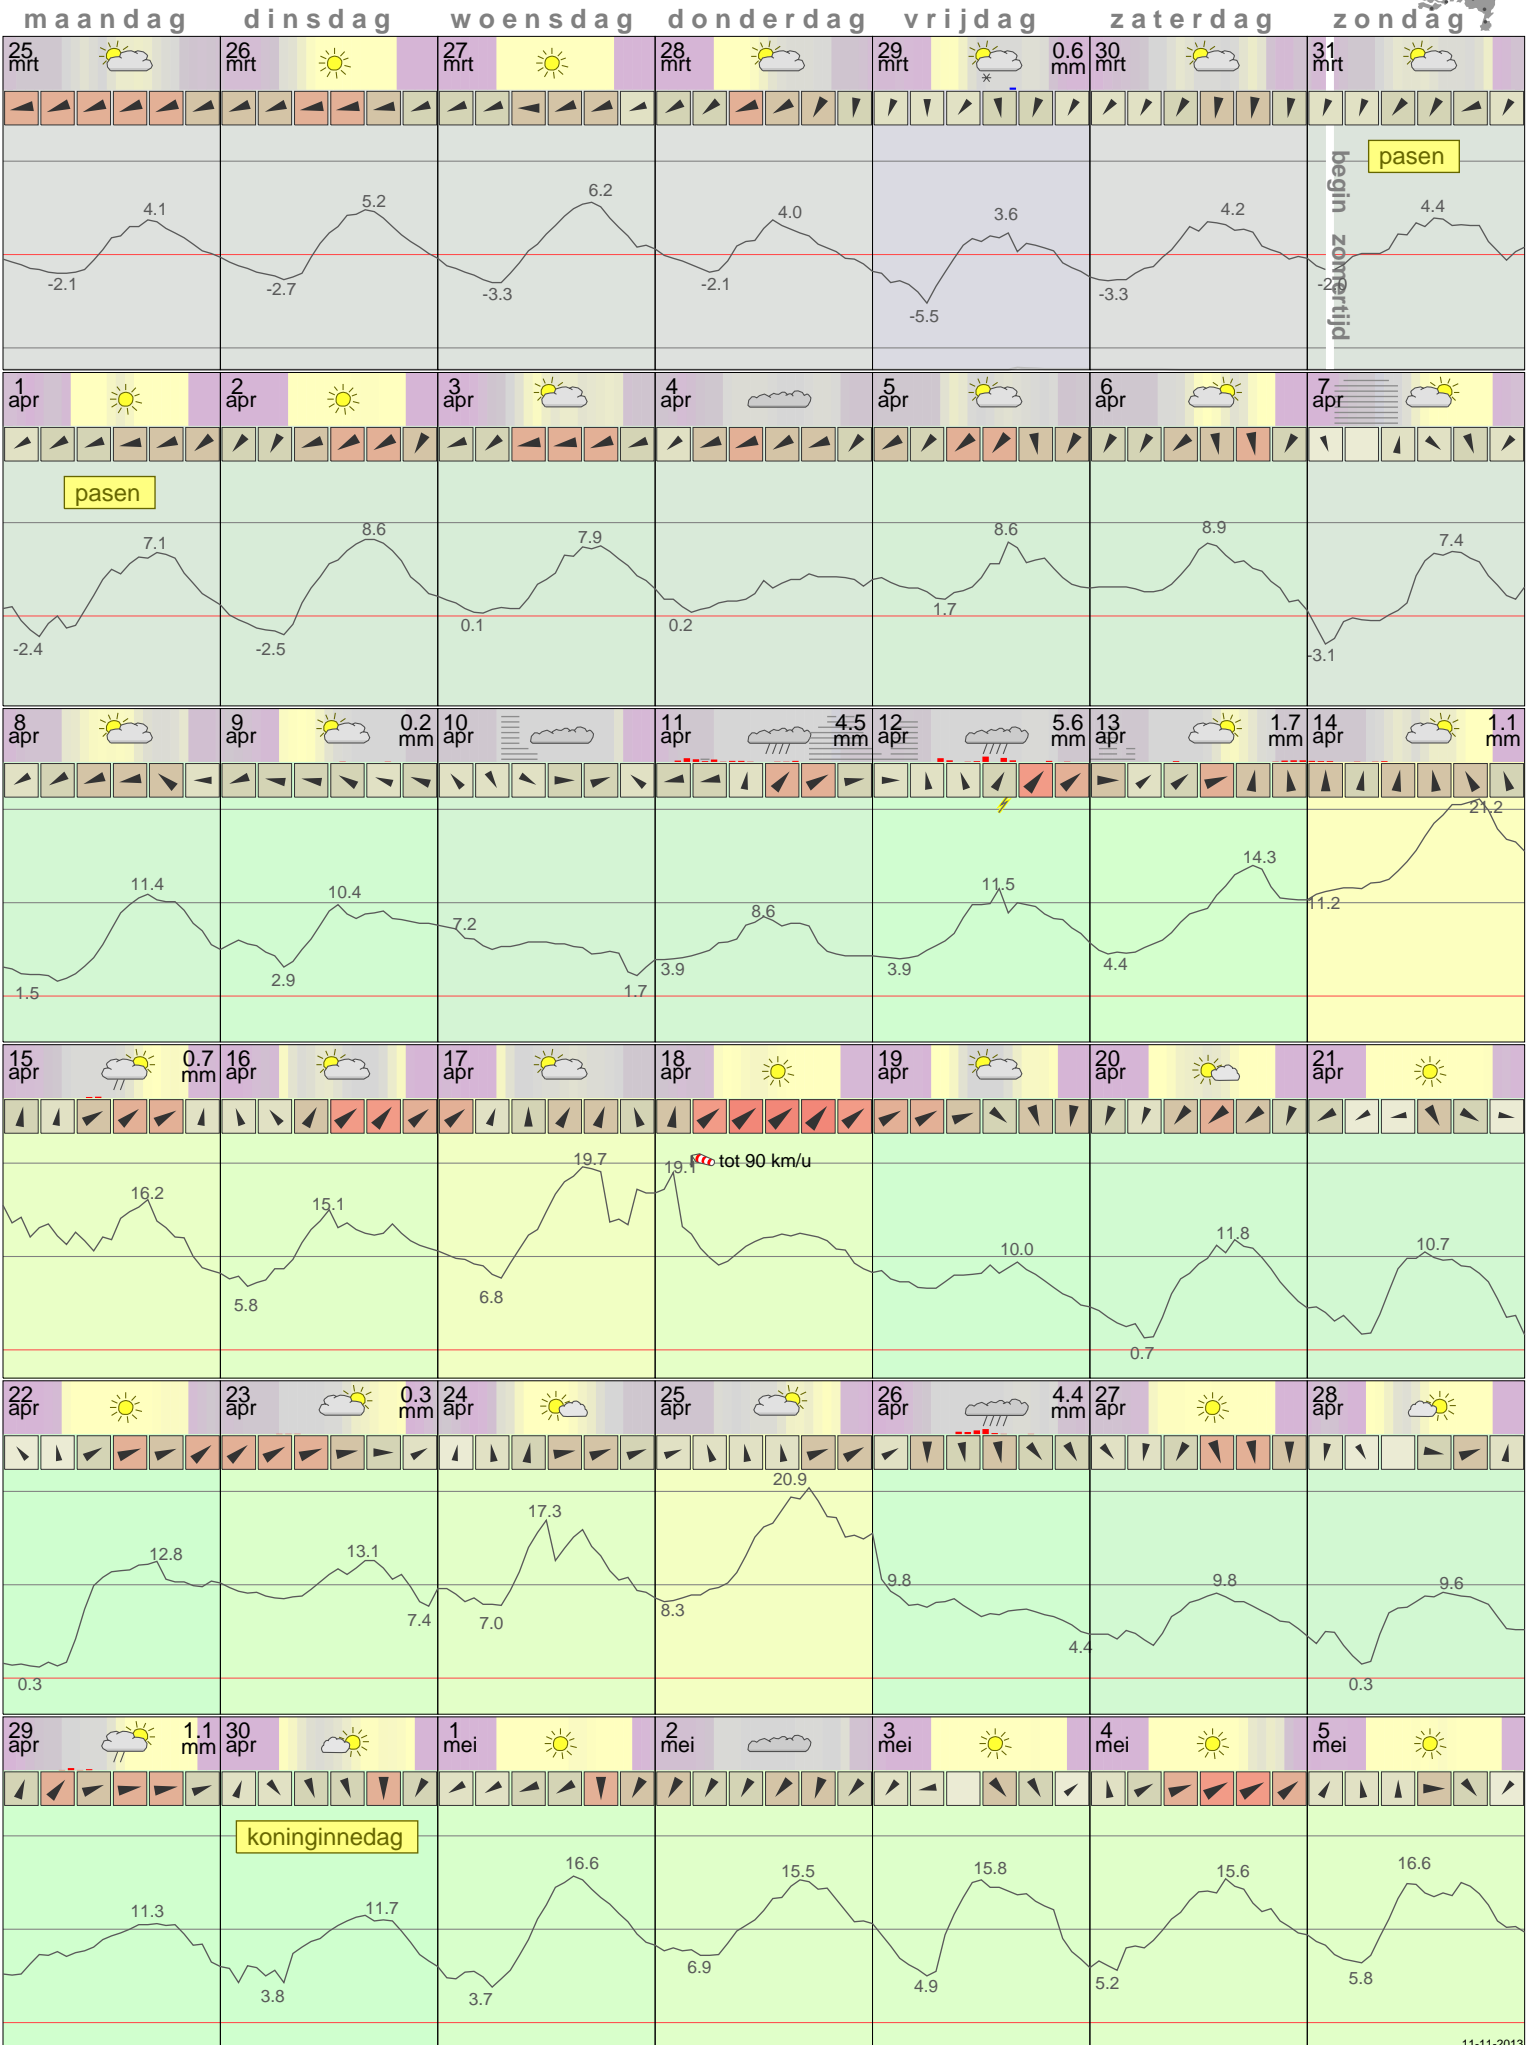 maandag dinsdag woensdag donderdag vrijdag zaterdag zondag
25 mrt 26 mrt 27 mrt 28 mrt 29 mrt 0.6 mm 30 mrt 31 mrt
pasen
begin zomertijd
4.1 5.2 6.2 4.0 3.6 4.2 4.4
-2.1 -2.7 -3.3 -2.1 -5.5 -3.3
1 apr 2 apr 3 apr 4 apr 5 apr 6 apr 7 apr
pasen
7.1 8.6 7.9 8.6 8.9 7.4
-2.4 -2.5 0.1 0.2 1.7 -3.1
8 apr 9 apr 0.2 mm 10 apr 11 apr 4.5 mm 12 apr 5.6 mm 13 apr 1.7 mm 14 apr 1.1 mm
11.4 10.4 7.2 8.6 11.5 14.3 21.2
1.5 2.9 1.7 3.9 3.9 4.4 11.2
15 apr 0.7 mm 16 apr 17 apr 18 apr 19 apr 20 apr 21 apr
tot 90 km/u
16.2 15.1 19.7 19.1 10.0 11.8 10.7
5.8 6.8 0.7
22 apr 23 apr 0.3 mm 24 apr 25 apr 26 apr 4.4 mm 27 apr 28 apr
12.8 13.1 17.3 20.9 9.8 9.8 9.6
0.3 7.4 7.0 8.3 4.4 0.3
29 apr 1.1 mm 30 apr 1 mei 2 mei 3 mei 4 mei 5 mei
koninginnedag
11.3 11.7 16.6 15.5 15.8 15.6 16.6
3.8 3.7 6.9 4.9 5.2 5.8
11-11-2013